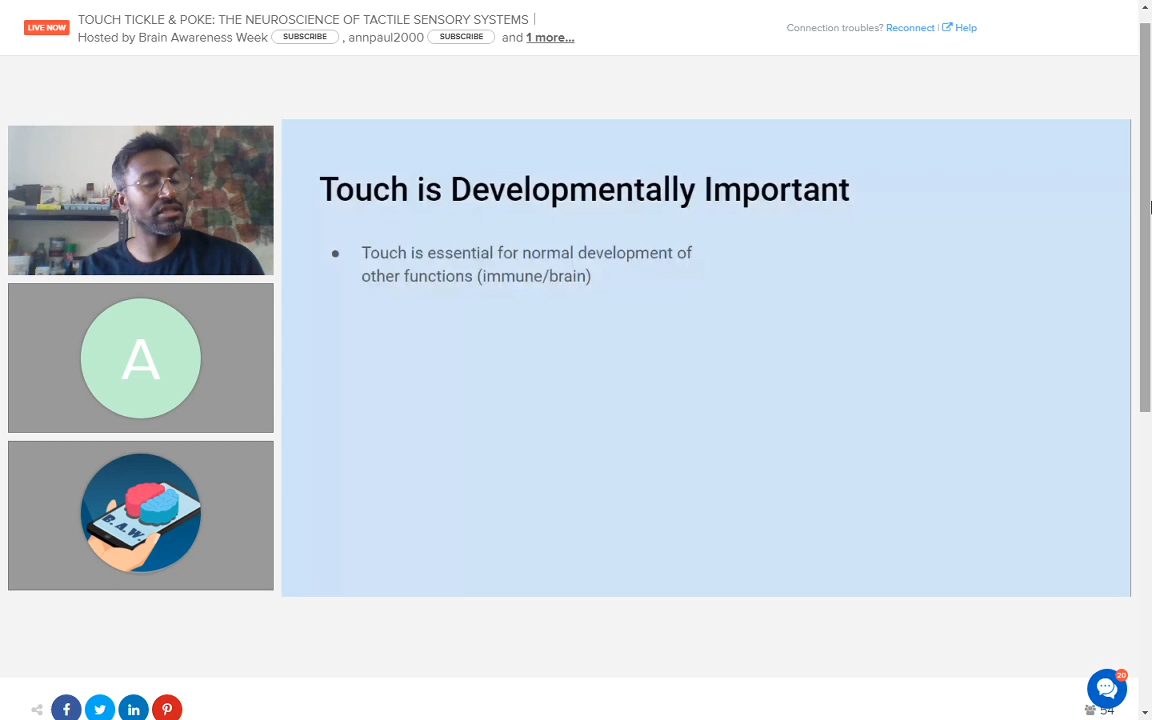 LIVE NOW
TOUCH TICKLE & POKE: THE NEUROSCIENCE OF TACTILE SENSORY SYSTEMS
Hosted by Brain Awareness Week SUBSCRIBE , annpaul2000 SUBSCRIBE and 1 more...
Connection troubles? Reconnect | Help
Touch is Developmentally Important
• Touch is essential for normal development of
other functions (immune/brain)
A
B.A.W.
20
54